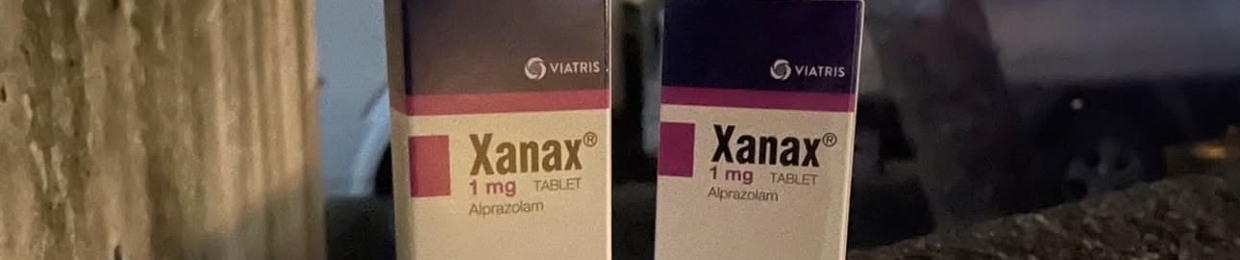 VIATRIS
Xanax®
1 mg TABLET
Alprazolam
VIATRIS
Xanax®
1 mg TABLET
Alprazolam